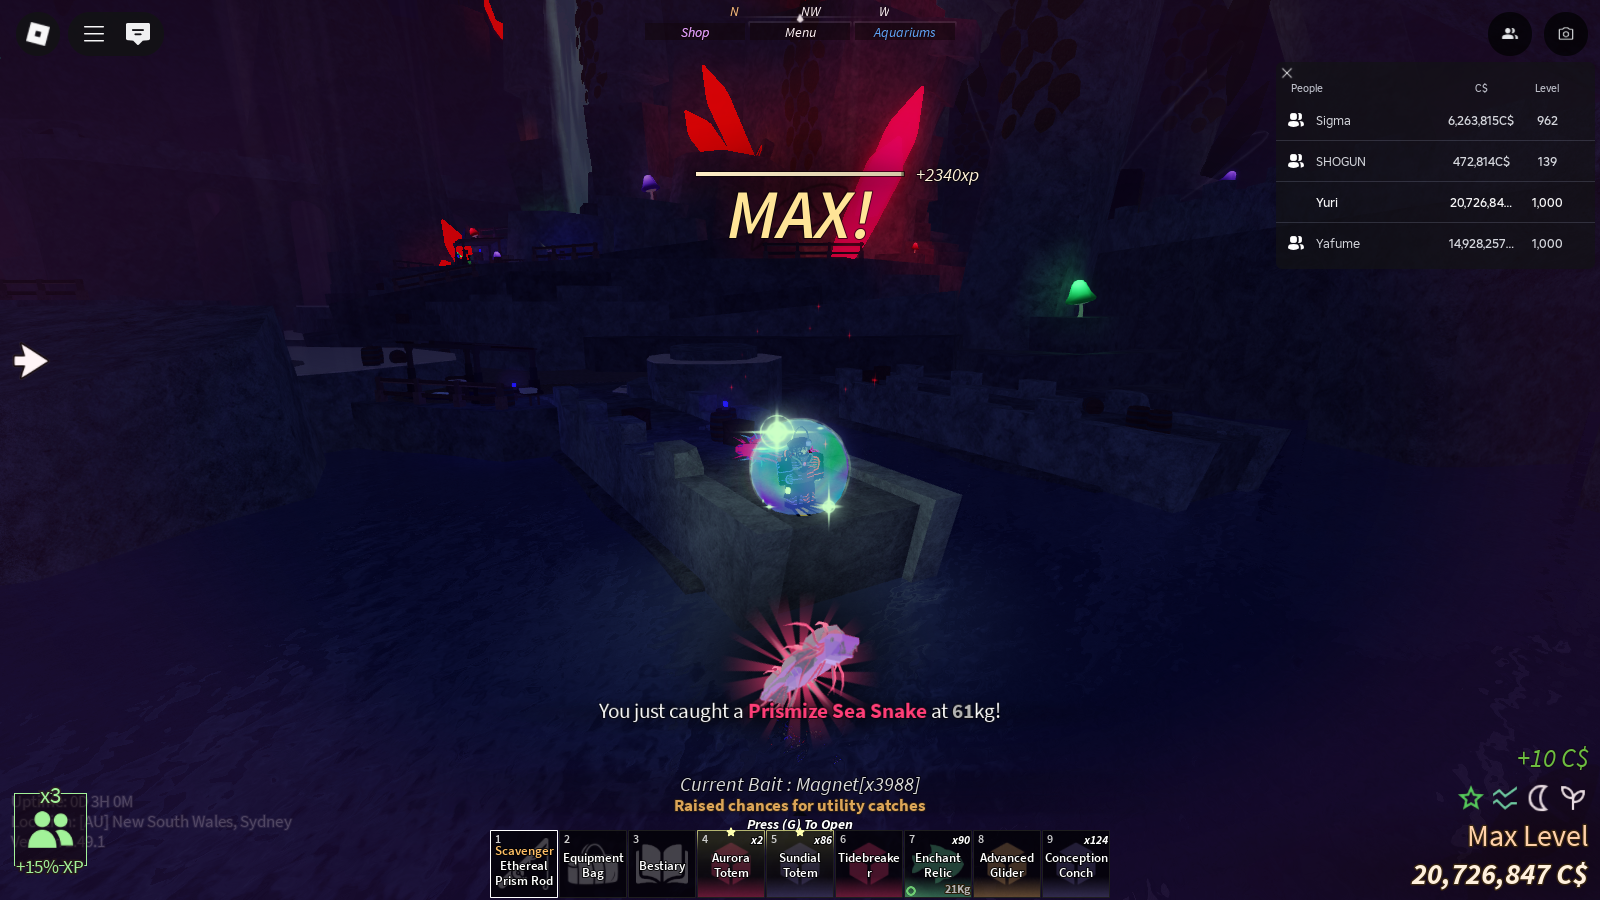 N NW W
Shop Menu Aquariums
People C$ Level
Sigma 6,263,815C$ 962
SHOGUN 472,814C$ 139
Yuri 20,726,84... 1,000
Yafume 14,928,257... 1,000
+2340xp
MAX!
You just caught a Prismize Sea Snake at 61kg!
Current Bait : Magnet[x3988]
Raised chances for utility catches
Press (G) To Open
x3
Uptime: 0D 3H 0M
[AU] New South Wales, Sydney
+15% XP
1 Scavenger Ethereal Prism Rod
2 Equipment Bag
3 Bestiary
4 x2 Aurora Totem
5 x86 Sundial Totem
6 Tidebreake
r
7 x90 Enchant Relic 21Kg
8 Advanced Glider
9 x124 Conception Conch
+10 C$
Max Level
20,726,847 C$